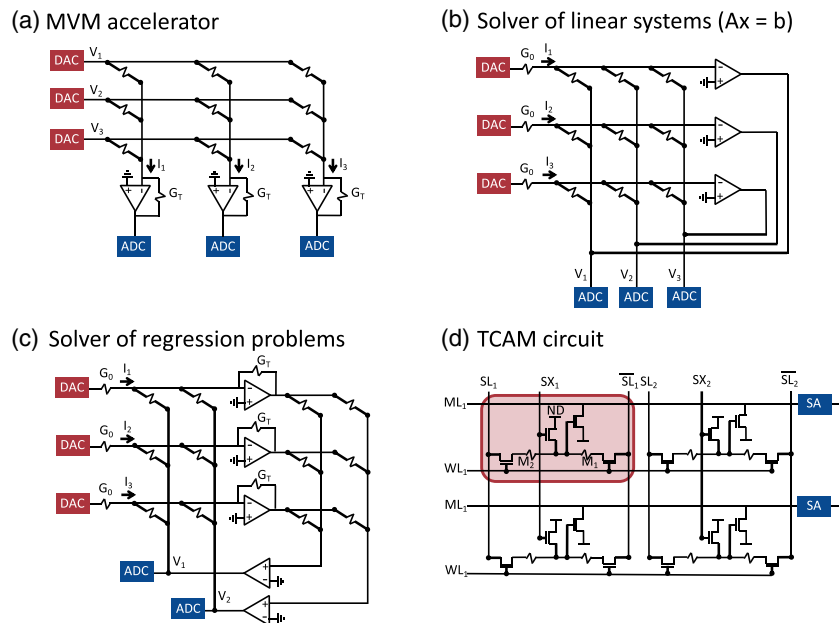 (a) MVM accelerator
DAC V1 DAC V2 DAC V3
I1 I2 I3
+ - + - + -
GT GT GT
ADC ADC ADC
(b) Solver of linear systems (Ax = b)
DAC G0 I1 - +
DAC G0 I2 - +
DAC G0 I3 - +
V1 V2 V3
ADC ADC ADC
(c) Solver of regression problems
GT
DAC G0 I1 - +
GT
DAC G0 I2 - +
GT
DAC G0 I3 - +
ADC V1 + -
ADC V2 + -
(d) TCAM circuit
SL1 SX1 SL1 SL2 SX2 SL2
ML1 SA
ND
M2 M1
WL1
ML1 SA
WL1